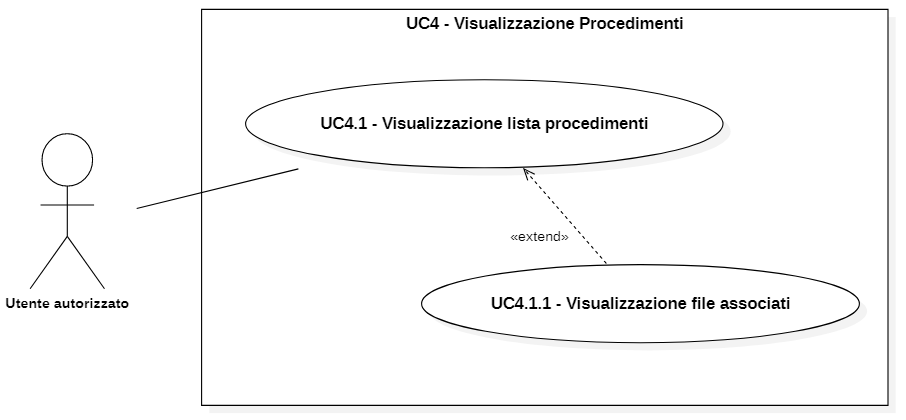 UC4 - Visualizzazione Procedimenti
UC4.1 - Visualizzazione lista procedimenti
«extend»
UC4.1.1 - Visualizzazione file associati
Utente autorizzato